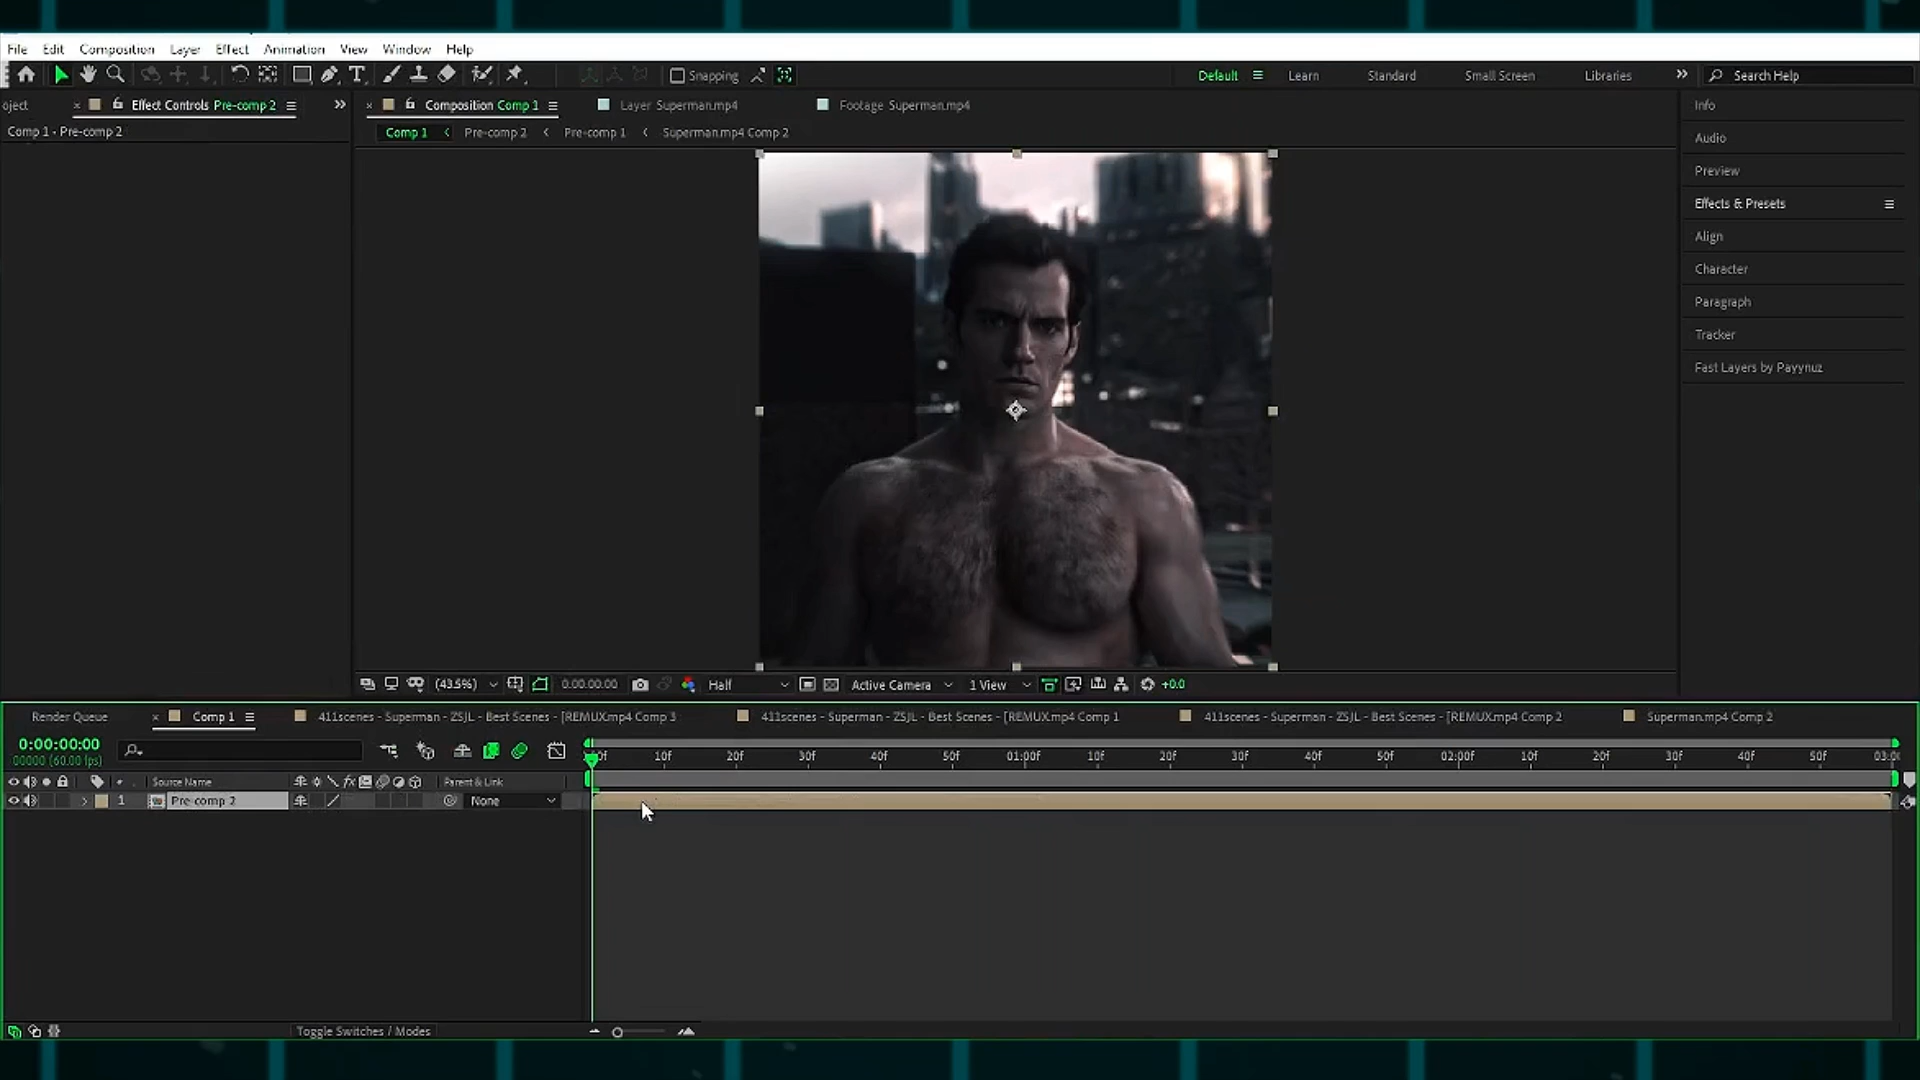 File Edit Composition Layer Effect Animation View Window Help
Snapping Default Learn Standard Small Screen Libraries Search Help
oject Effect Controls Pre-comp 2 Composition Comp 1 Layer Superman.mp4 Footage Superman.mp4 Info
Comp 1 • Pre-comp 2 Comp 1 Pre-comp 2 Pre-comp 1 Superman.mp4 Comp 2
Audio
Preview
Effects & Presets
Align
Character
Paragraph
Tracker
Fast Layers by Payynuz
(43.5%) 0:00:00:00 Half Active Camera 1 View +0.0
Render Queue Comp 1 411scenes - Superman - ZSJL - Best Scenes - [REMUX.mp4 Comp 3 411scenes - Superman - ZSJL - Best Scenes - [REMUX.mp4 Comp 1 411scenes - Superman - ZSJL - Best Scenes - [REMUX.mp4 Comp 2 Superman.mp4 Comp 2
0:00:00:00
00000 (60.00 fps) 0f 10f 20f 30f 40f 50f 01:00f 10f 20f 30f 40f 50f 02:00f 10f 20f 30f 40f 50f 03:0
Source Name fx Parent & Link
1 Pre-comp 2 None
Toggle Switches / Modes